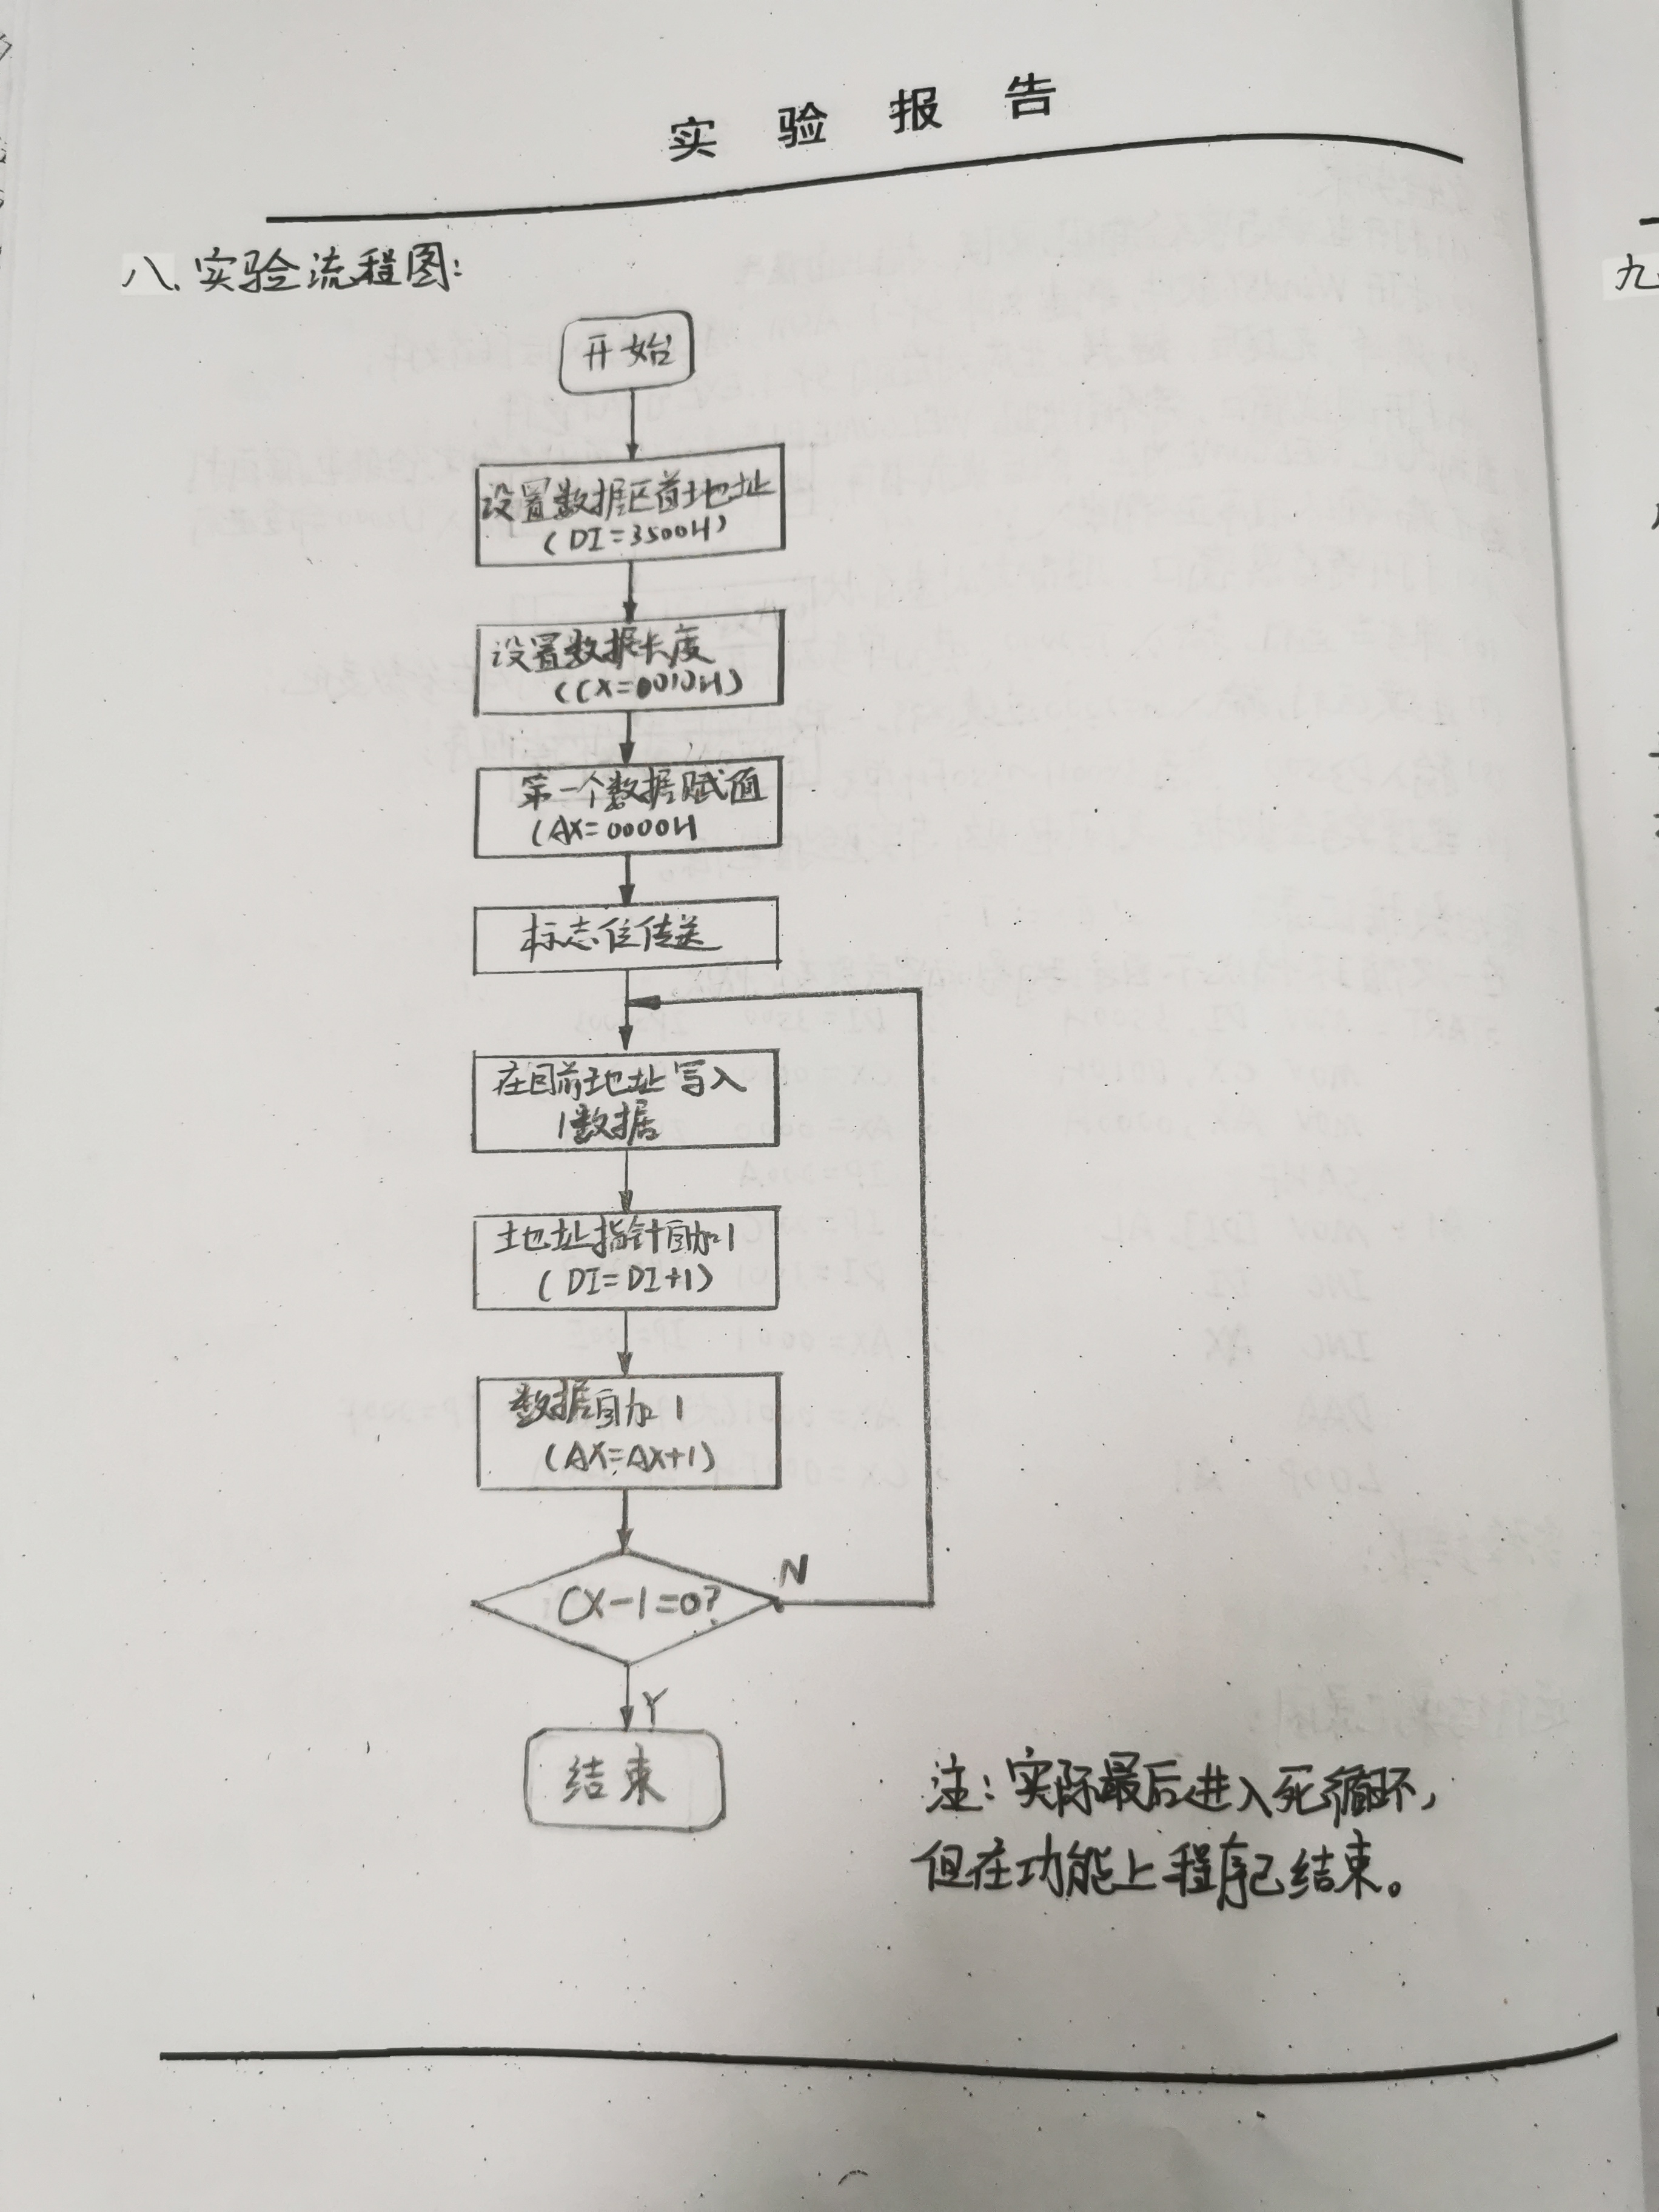 实验报告
八、实验流程图：
开始
设置数据区首地址
(DI=3500H)
设置数据长度
(CX=0010H)
第一个数据赋值
(AX=0000H
标志位传送
在目前地址写入
1数据
地址指针自加1
(DI=DI+1)
数据自加1
(AX=AX+1)
CX-1=0?
N
Y
结束
注：实际最后进入死循环，
但在功能上程序已结束。
九